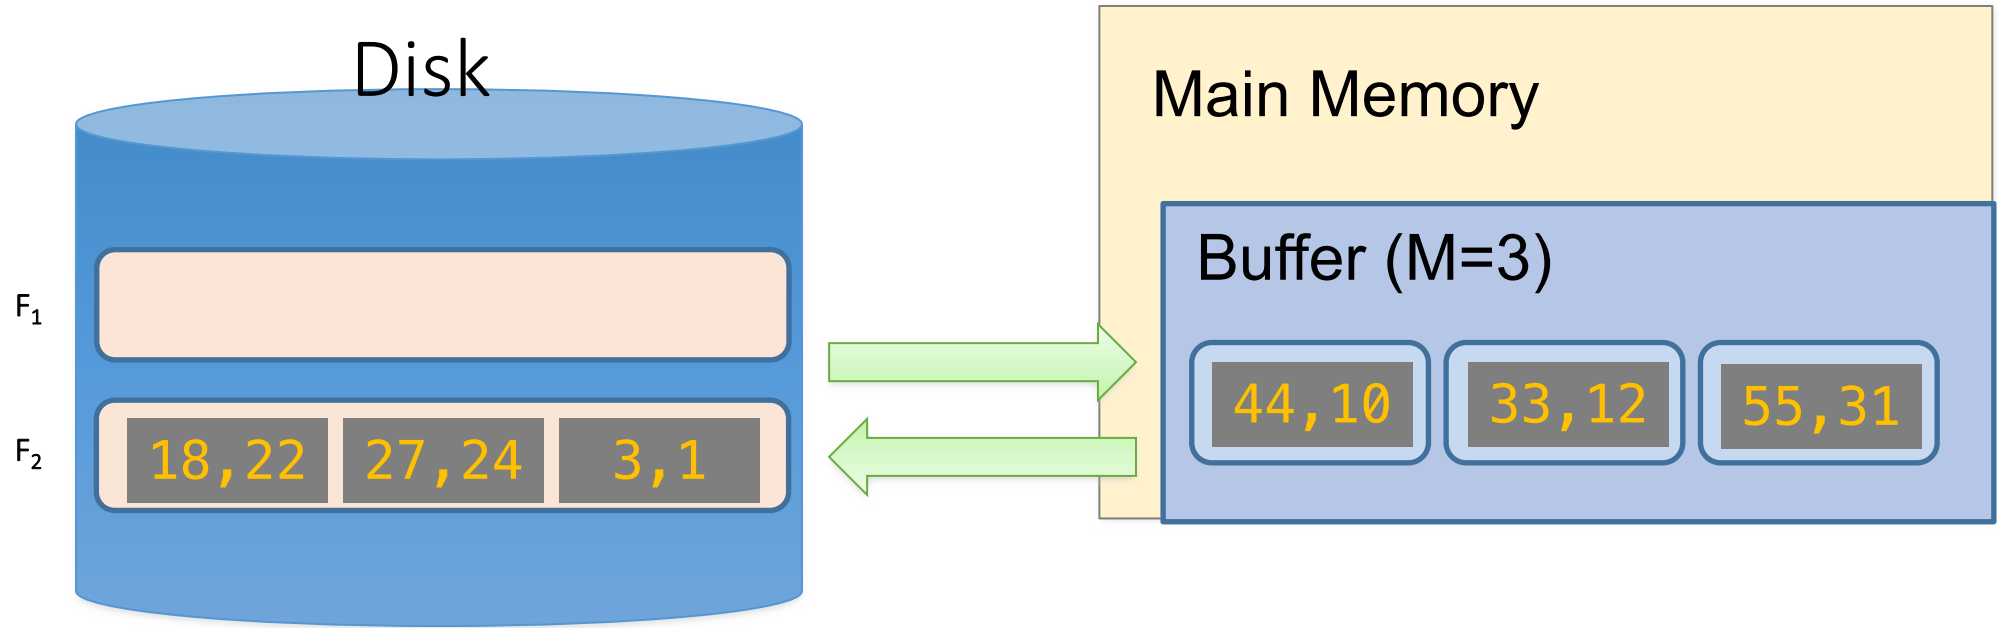 Disk
Main Memory
Buffer (M=3)
F1
44,10 33,12 55,31
F2
18,22 27,24 3,1